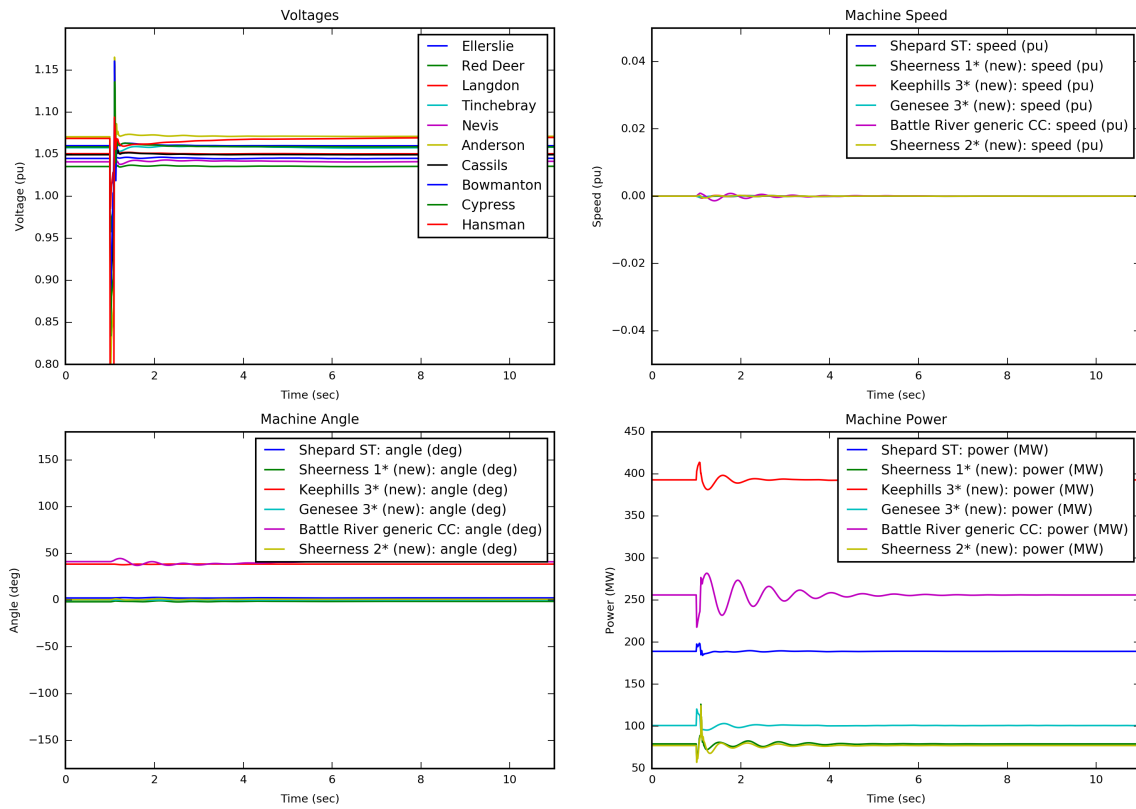 Voltages
1.15
1.10
1.05
1.00
0.95
0.90
0.85
0.80
Voltage (pu)
Ellerslie
Red Deer
Langdon
Tinchebray
Nevis
Anderson
Cassils
Bowmanton
Cypress
Hansman
0 2 4 6 8 10
Time (sec)
Machine Speed
0.04
0.02
0.00
−0.02
−0.04
Speed (pu)
Shepard ST: speed (pu)
Sheerness 1* (new): speed (pu)
Keephills 3* (new): speed (pu)
Genesee 3* (new): speed (pu)
Battle River generic CC: speed (pu)
Sheerness 2* (new): speed (pu)
0 2 4 6 8 10
Time (sec)
Machine Angle
150
100
50
0
−50
−100
−150
Angle (deg)
Shepard ST: angle (deg)
Sheerness 1* (new): angle (deg)
Keephills 3* (new): angle (deg)
Genesee 3* (new): angle (deg)
Battle River generic CC: angle (deg)
Sheerness 2* (new): angle (deg)
0 2 4 6 8 10
Time (sec)
Machine Power
450
400
350
300
250
200
150
100
50
Power (MW)
Shepard ST: power (MW)
Sheerness 1* (new): power (MW)
Keephills 3* (new): power (MW)
Genesee 3* (new): power (MW)
Battle River generic CC: power (MW)
Sheerness 2* (new): power (MW)
0 2 4 6 8 10
Time (sec)